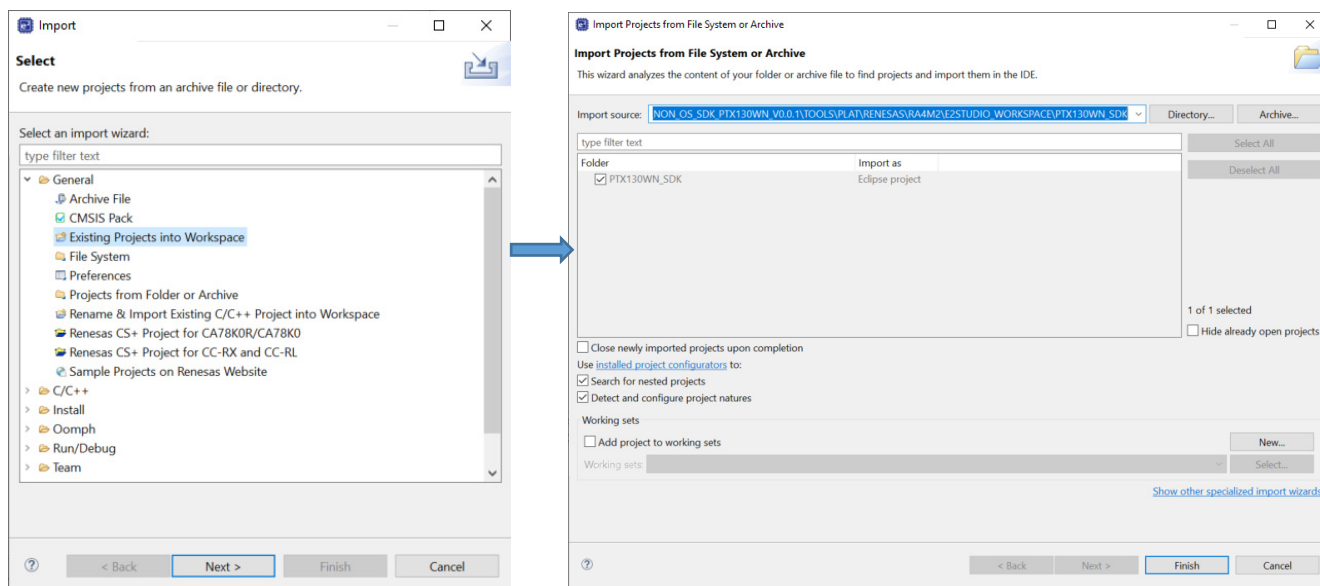 Import
Select
Create new projects from an archive file or directory.
Select an import wizard:
type filter text
General
Archive File
CMSIS Pack
Existing Projects into Workspace
File System
Preferences
Projects from Folder or Archive
Rename & Import Existing C/C++ Project into Workspace
Renesas CS+ Project for CA78K0R/CA78K0
Renesas CS+ Project for CC-RX and CC-RL
Sample Projects on Renesas Website
C/C++
Install
Oomph
Run/Debug
Team
< Back Next > Finish Cancel
Import Projects from File System or Archive
Import Projects from File System or Archive
This wizard analyzes the content of your folder or archive file to find projects and import them in the IDE.
Import source: NON_OS_SDK_PTX130WN_V0.0.1\TOOLS\PLAT\RENESAS\RA4M2\E2STUDIO_WORKSPACE\PTX130WN_SDK Directory... Archive...
type filter text Select All
Folder Import as Deselect All
PTX130WN_SDK Eclipse project
1 of 1 selected
Hide already open projects
Close newly imported projects upon completion
Use installed project configurators to:
Search for nested projects
Detect and configure project natures
Working sets
Add project to working sets New...
Working sets: Select...
Show other specialized import wizards
< Back Next > Finish Cancel